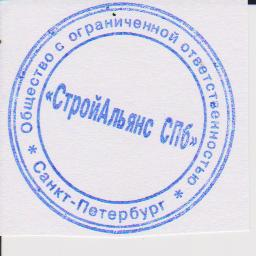 Общество с ограниченной ответственностью
«СтройАльянс СПб»
* Санкт-Петербург *